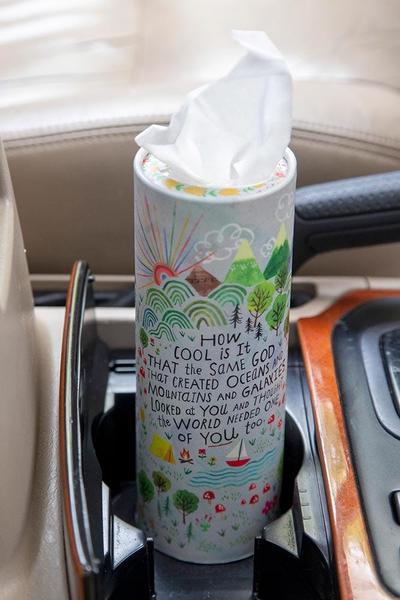 HOW
COOL is It
THAT the SAME GOD
THAT CREATED OCEANS AND
MOUNTAINS AND GALAXIES
LOOKED at YOU AND THOUGHT
the WORLD NEEDED ONE
OF YOU too.